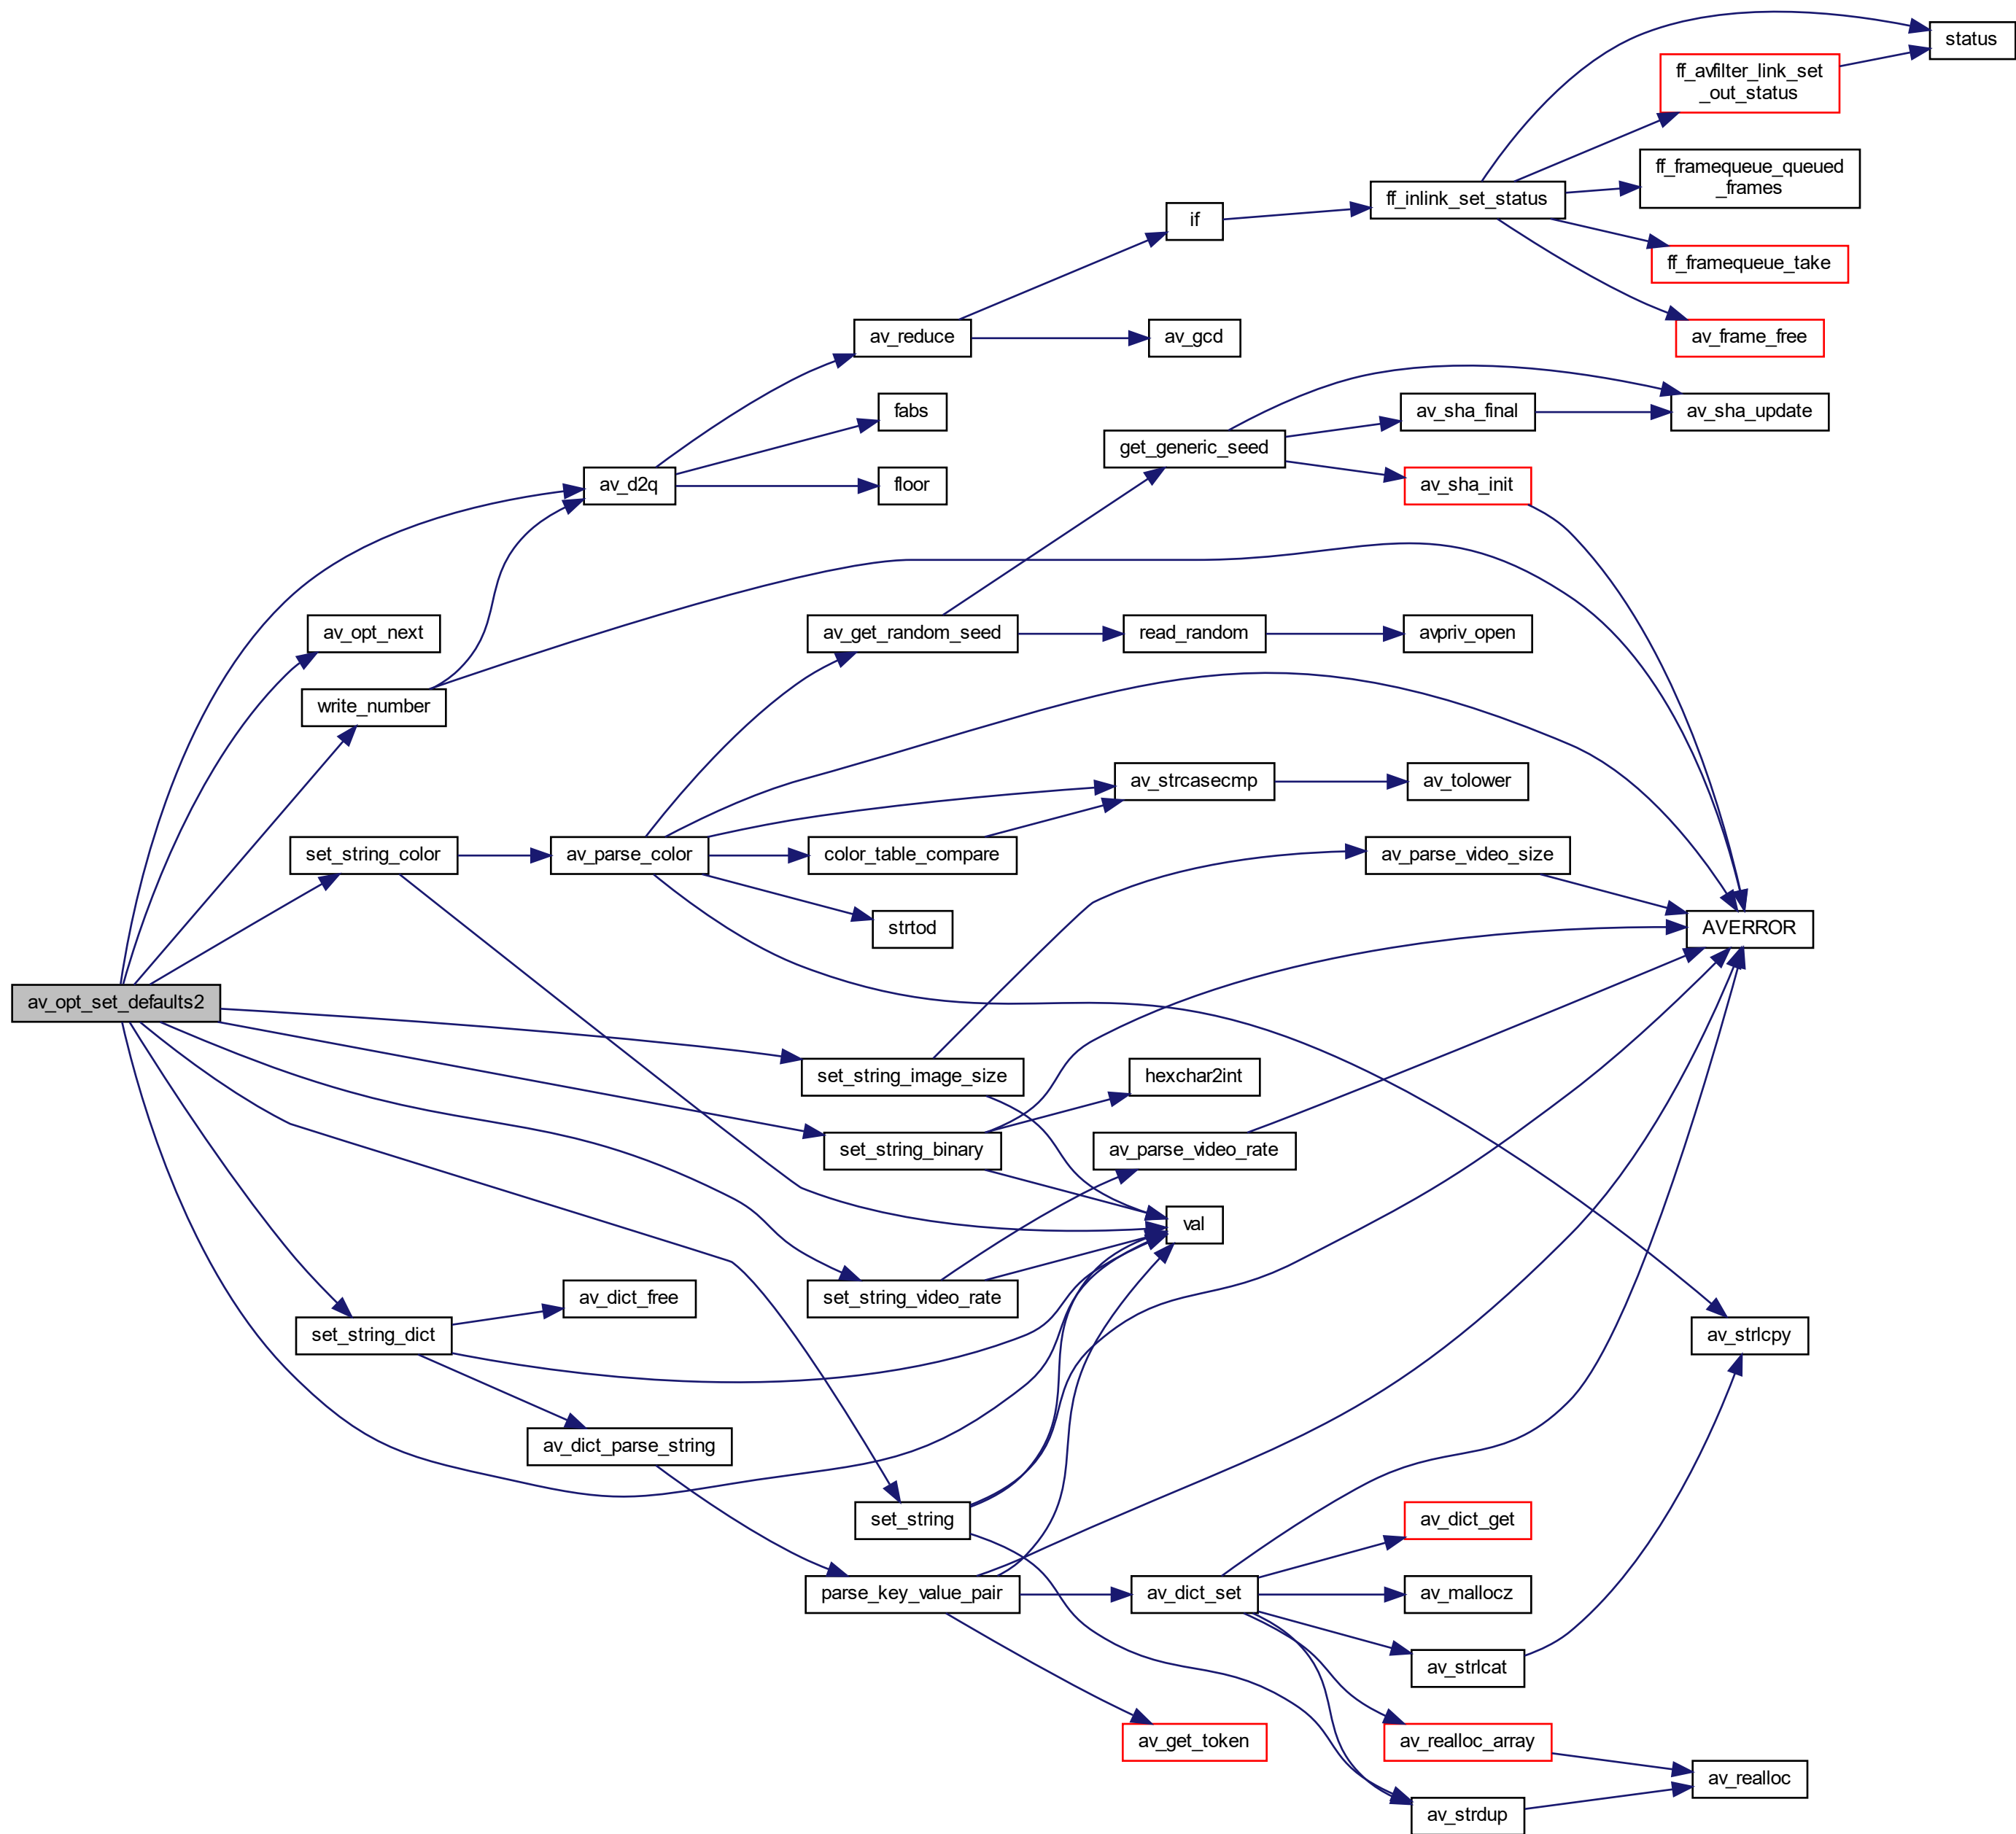 status
ff_avfilter_link_set
_out_status
ff_framequeue_queued
_frames
ff_inlink_set_status
if
ff_framequeue_take
av_reduce
av_gcd
av_frame_free
fabs
av_sha_final
av_sha_update
get_generic_seed
av_d2q
floor
av_sha_init
av_opt_next
av_get_random_seed
read_random
avpriv_open
write_number
av_strcasecmp
av_tolower
set_string_color
av_parse_color
color_table_compare
av_parse_video_size
strtod
AVERROR
av_opt_set_defaults2
set_string_image_size
hexchar2int
set_string_binary
av_parse_video_rate
val
av_dict_free
set_string_video_rate
set_string_dict
av_strlcpy
av_dict_parse_string
set_string
av_dict_get
parse_key_value_pair
av_dict_set
av_mallocz
av_strlcat
av_get_token
av_realloc_array
av_realloc
av_strdup